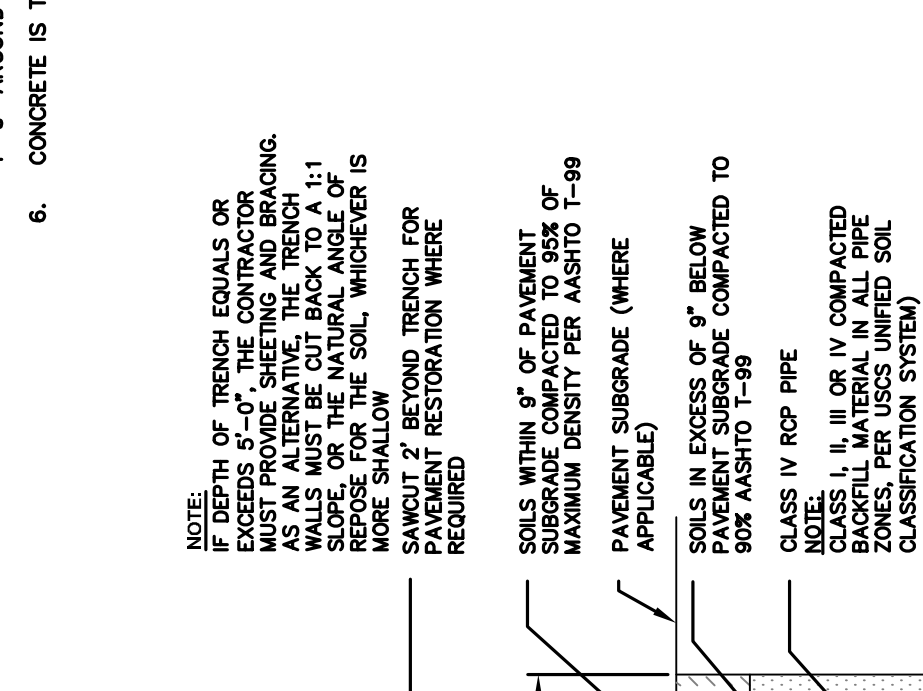 6. CONCRETE IS
NOTE:
IF DEPTH OF TRENCH EQUALS OR
EXCEEDS 5'-0", THE CONTRACTOR
MUST PROVIDE SHEETING AND BRACING.
AS AN ALTERNATIVE, THE TRENCH
WALLS MUST BE CUT BACK TO A 1:1
SLOPE, OR THE NATURAL ANGLE OF
REPOSE FOR THE SOIL, WHICHEVER IS
MORE SHALLOW
SAWCUT 2' BEYOND TRENCH FOR
PAVEMENT RESTORATION WHERE
REQUIRED
SOILS WITHIN 9" OF PAVEMENT
SUBGRADE COMPACTED TO 95% OF
MAXIMUM DENSITY PER AASHTO T-99
PAVEMENT SUBGRADE (WHERE
APPLICABLE)
SOILS IN EXCESS OF 9" BELOW
PAVEMENT SUBGRADE COMPACTED TO
90% AASHTO T-99
CLASS IV RCP PIPE
NOTE:
CLASS I, II, III OR IV COMPACTED
BACKFILL MATERIAL IN ALL PIPE
ZONES, PER USCS UNIFIED SOIL
CLASSIFICATION SYSTEM)